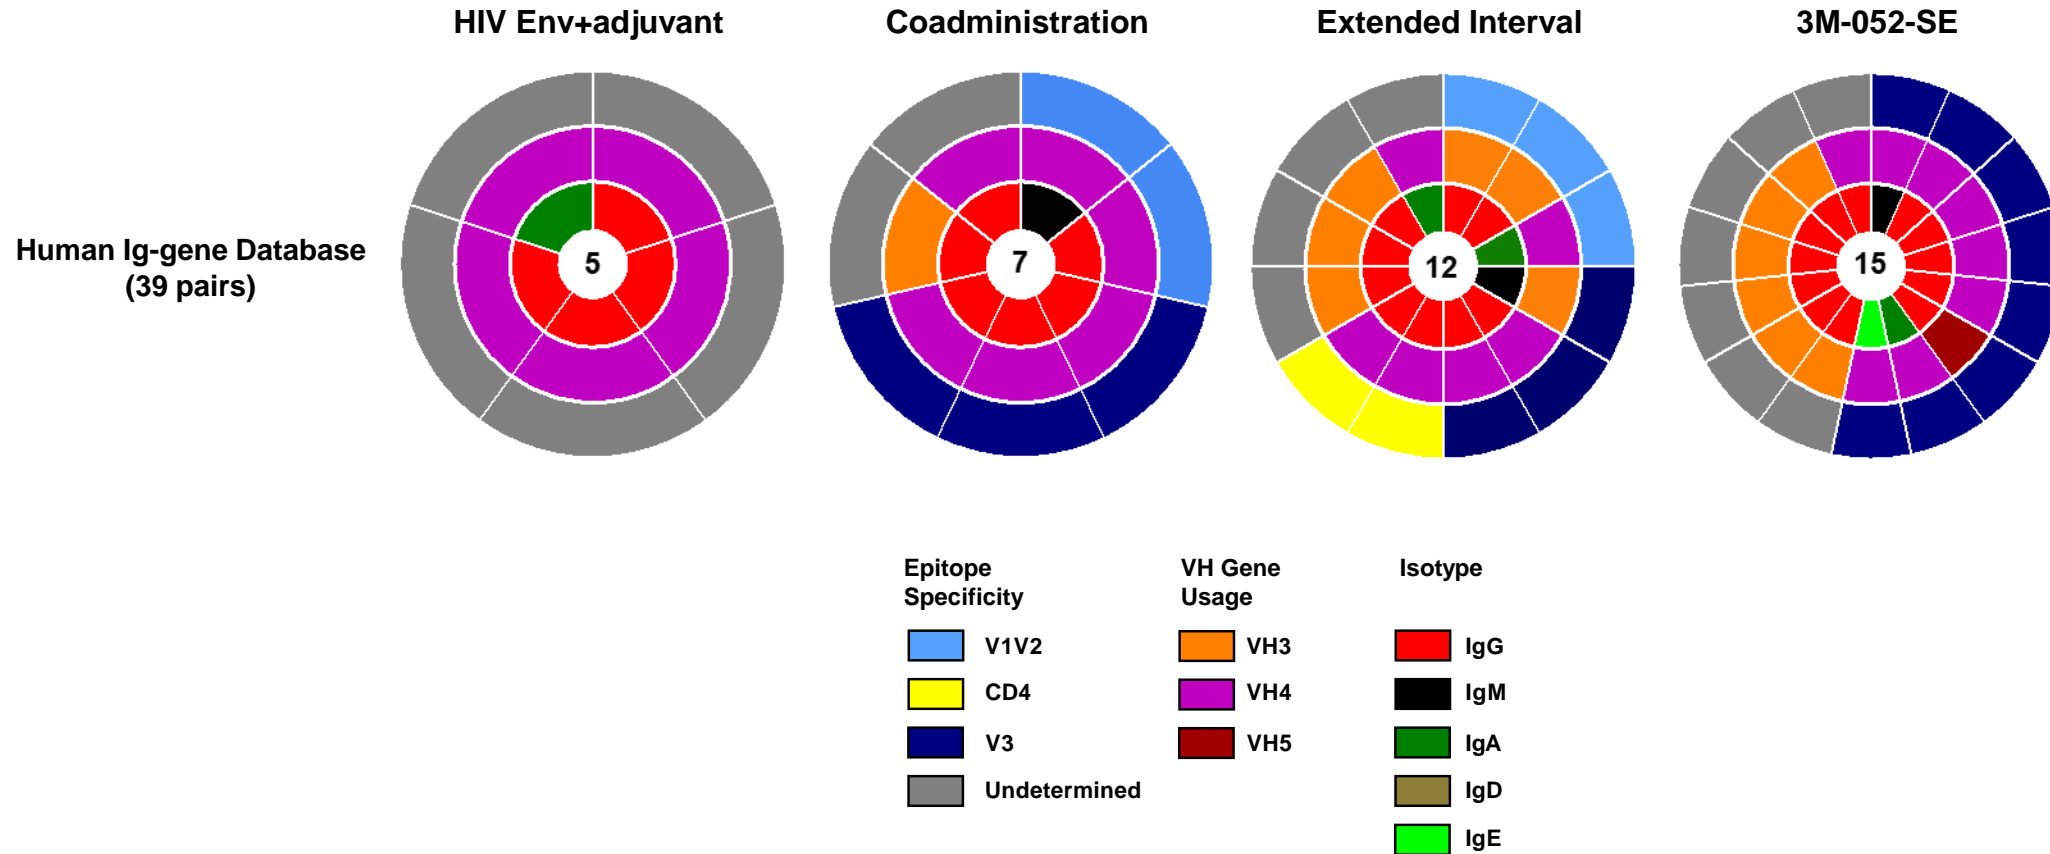 HIV Env+adjuvant
Coadministration
Extended Interval
3M-052-SE
Human Ig-gene Database
(39 pairs)
5
7
12
15
Epitope
Specificity
V1V2
CD4
V3
Undetermined
VH Gene
Usage
VH3
VH4
VH5
Isotype
IgG
IgM
IgA
IgD
IgE